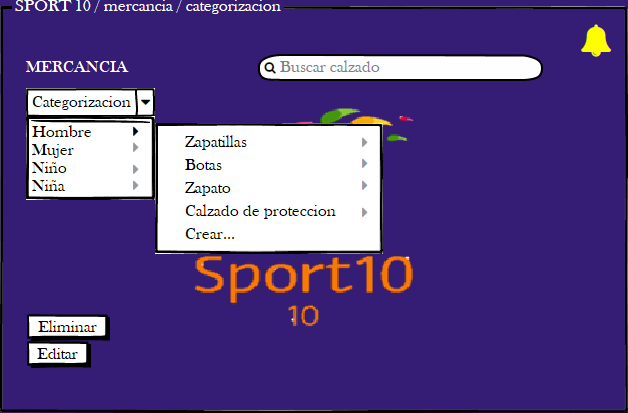 SPORT 10 / mercancia / categorizacion
MERCANCIA
Buscar calzado
Categorizacion
Hombre
Mujer
Niño
Niña
Zapatillas
Botas
Zapato
Calzado de proteccion
Crear...
Sport10
10
Eliminar
Editar